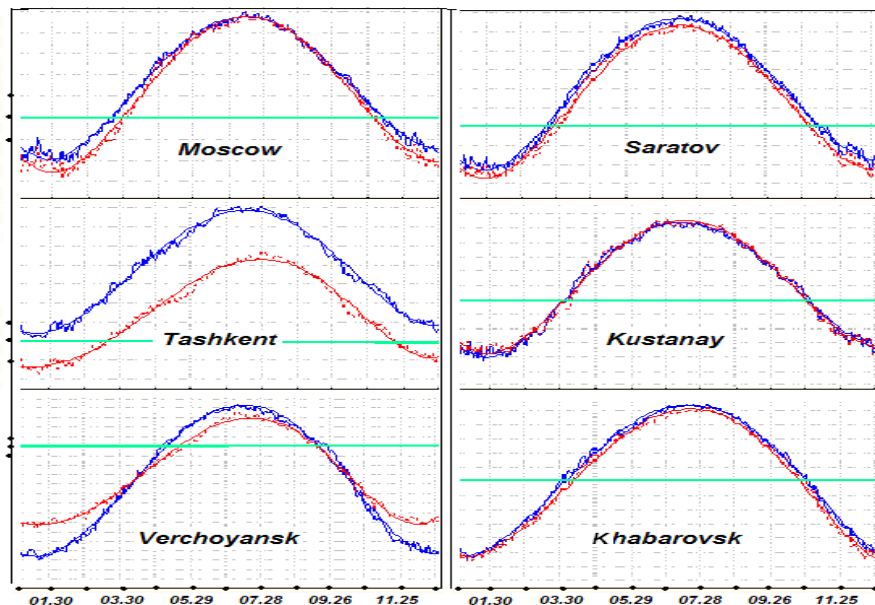 Moscow
Saratov
Tashkent
Kustanay
Verchoyansk
Khabarovsk
01.30 03.30 05.29 07.28 09.26 11.25
01.30 03.30 05.29 07.28 09.26 11.25